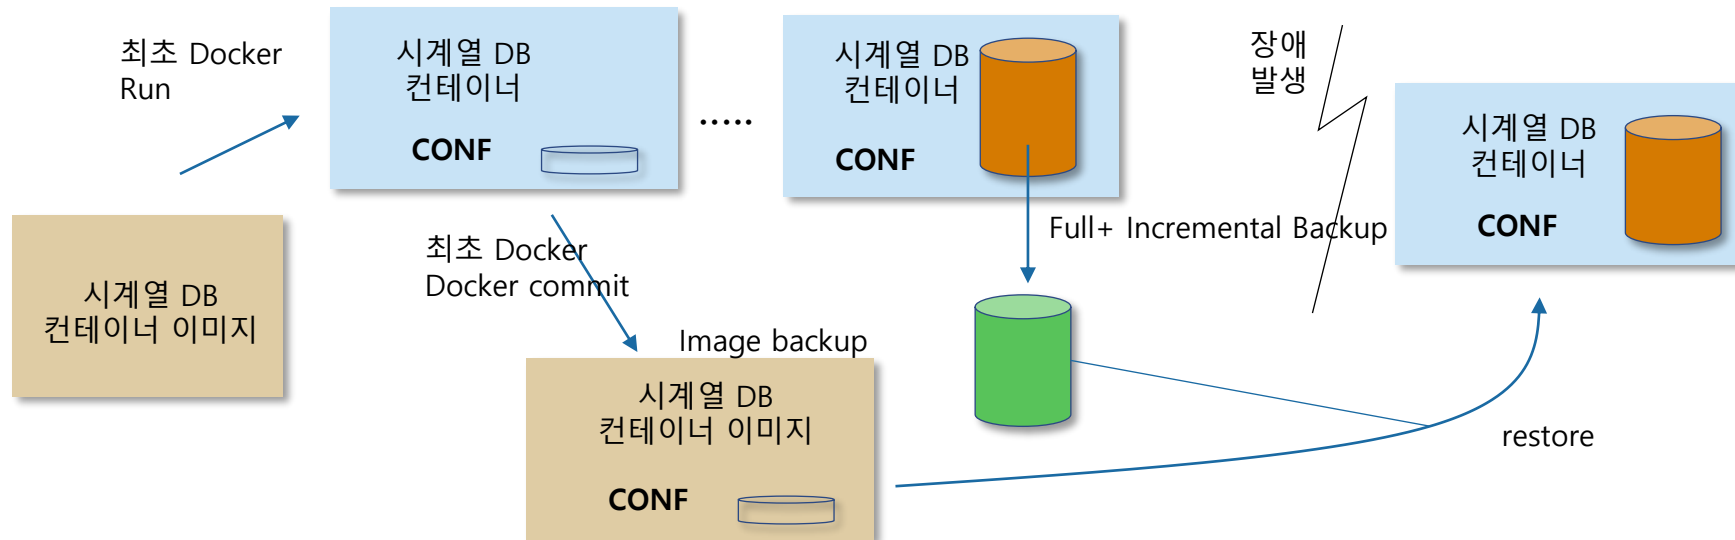 최초 Docker
Run
시계열 DB
컨테이너
CONF
.....
시계열 DB
컨테이너
CONF
장애
발생
시계열 DB
컨테이너
CONF
시계열 DB
컨테이너 이미지
최초 Docker
Docker commit
Full+ Incremental Backup
Image backup
시계열 DB
컨테이너 이미지
CONF
restore